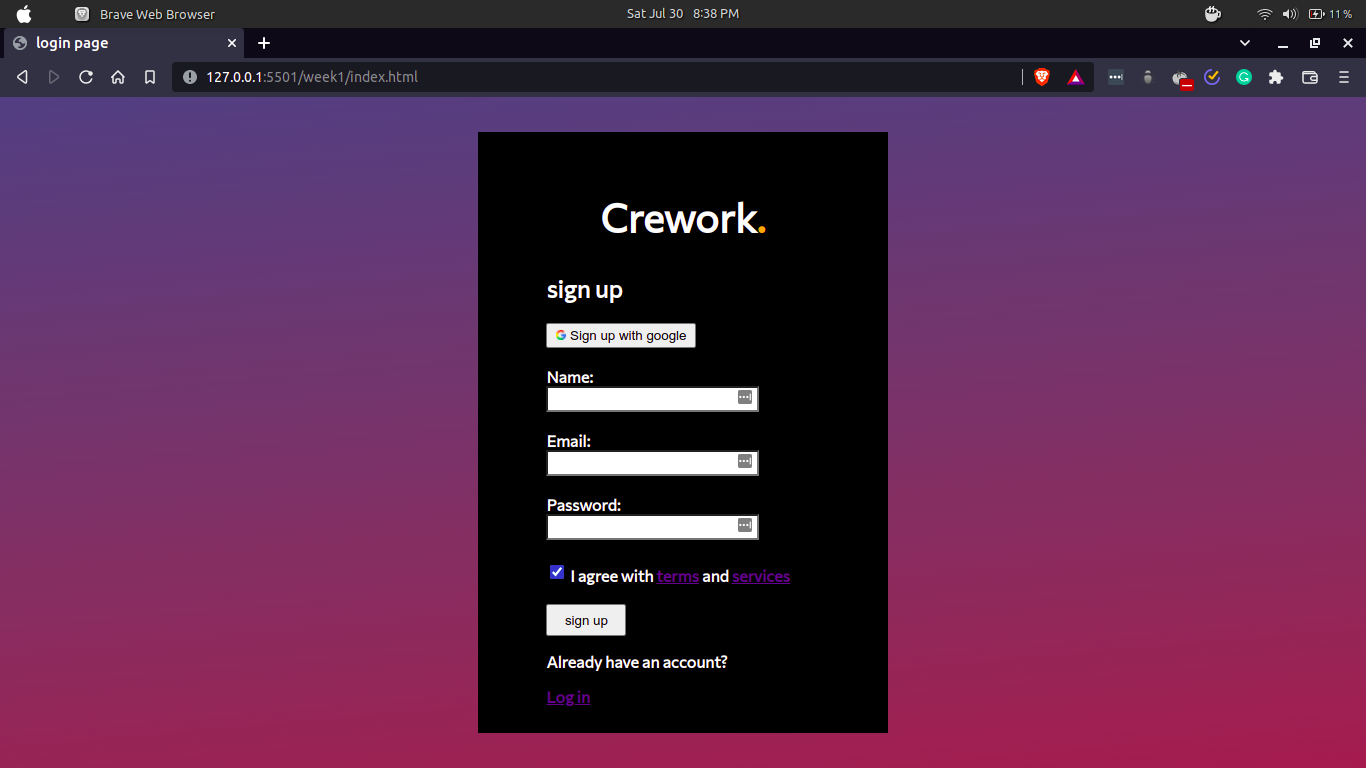 Brave Web Browser
Sat Jul 30 8:38 PM
11 %
login page
127.0.0.1:5501/week1/index.html
Crework.
sign up
Sign up with google
Name:
Email:
Password:
I agree with terms and services
sign up
Already have an account?
Log in